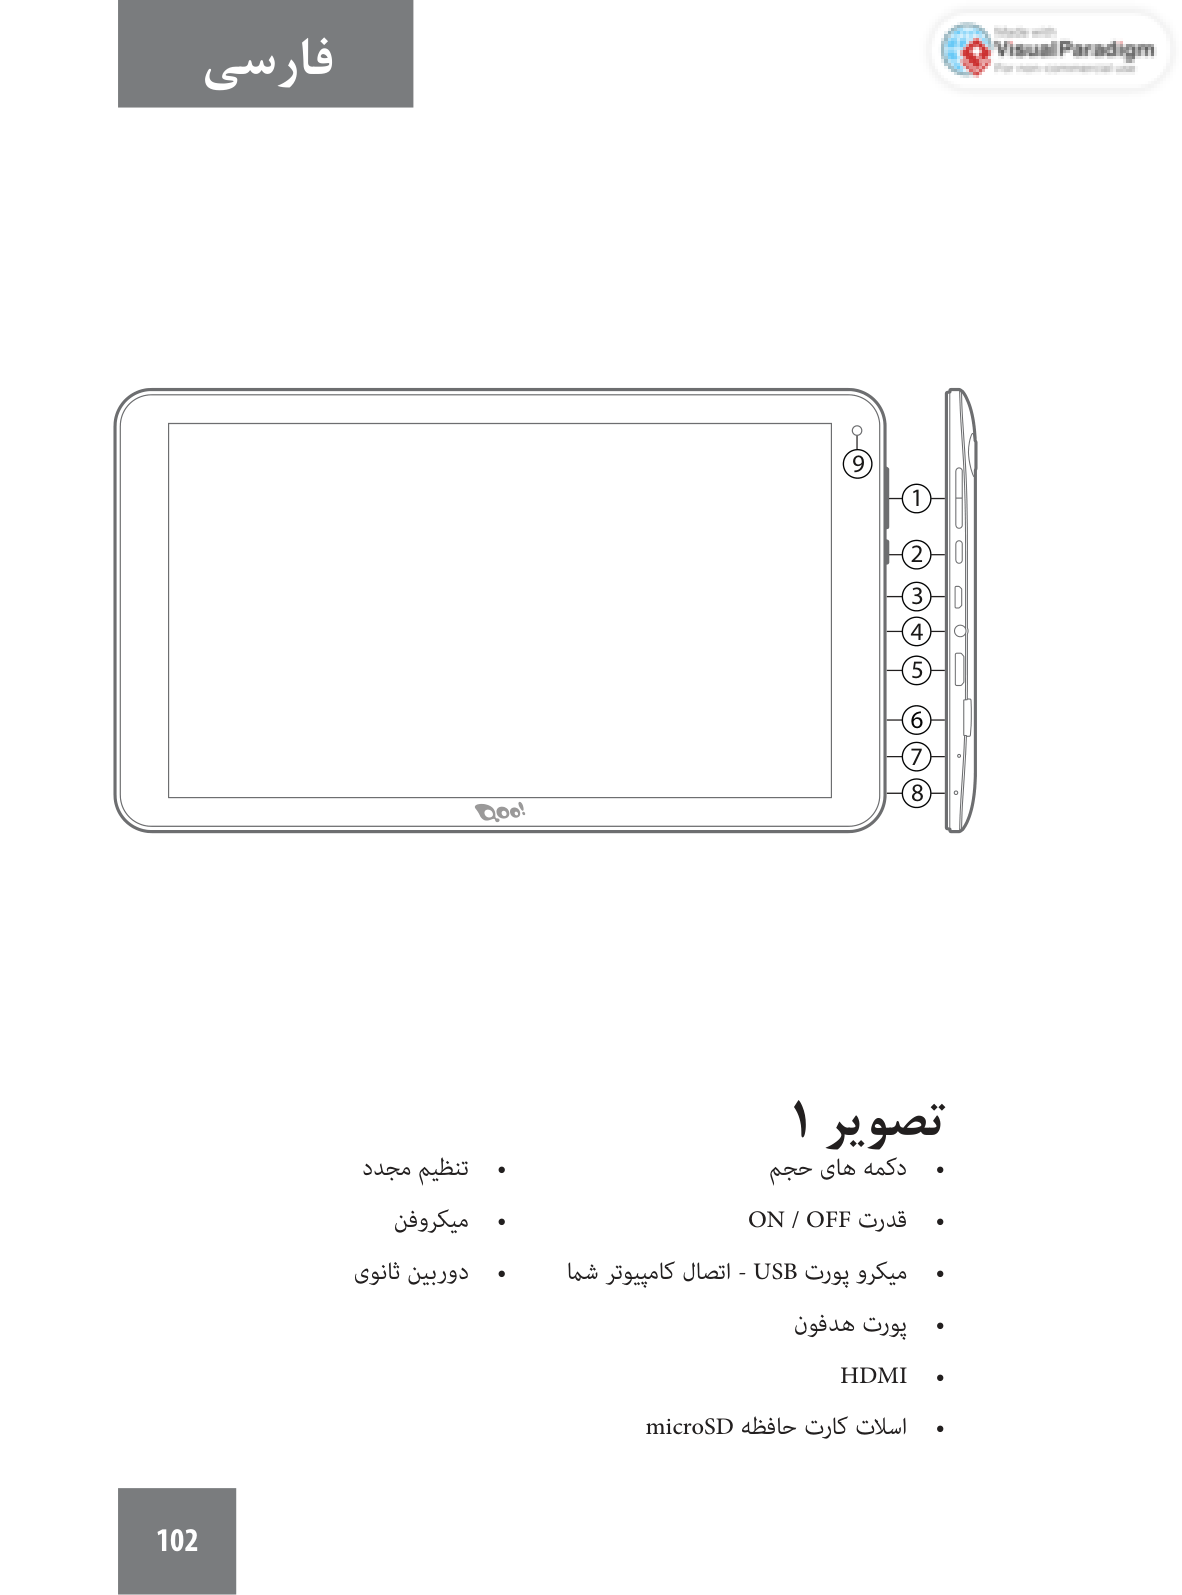 فارسی
Made with
Visual Paradigm
For non-commercial use
9
1
2
3
4
5
6
7
8
Qoo!
تصویر ۱
دکمه های حجم
قدرت ON / OFF
میکرو پورت USB - اتصال کامپیوتر شما
پورت هدفون
HDMI
اسلات کارت حافظه microSD
تنظیم مجدد
میکروفن
دوربین ثانوی
102